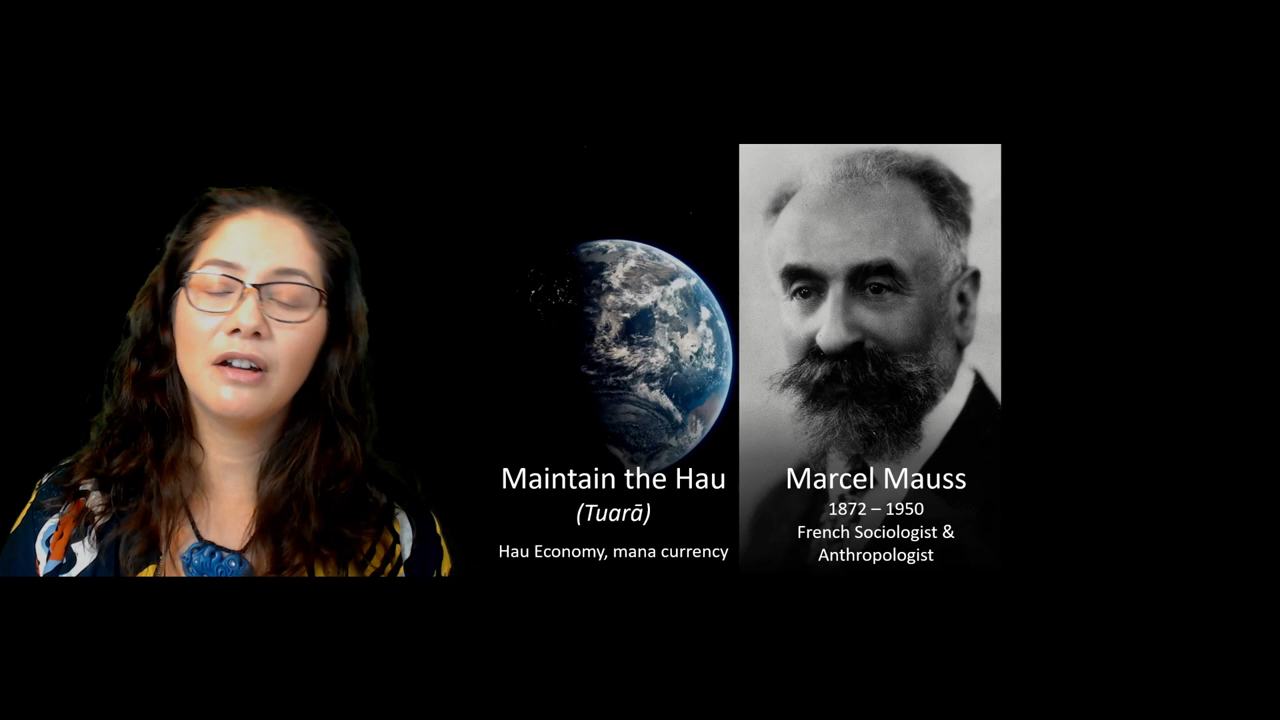 Maintain the Hau
(Tuarā)
Hau Economy, mana currency
Marcel Mauss
1872 – 1950
French Sociologist &
Anthropologist